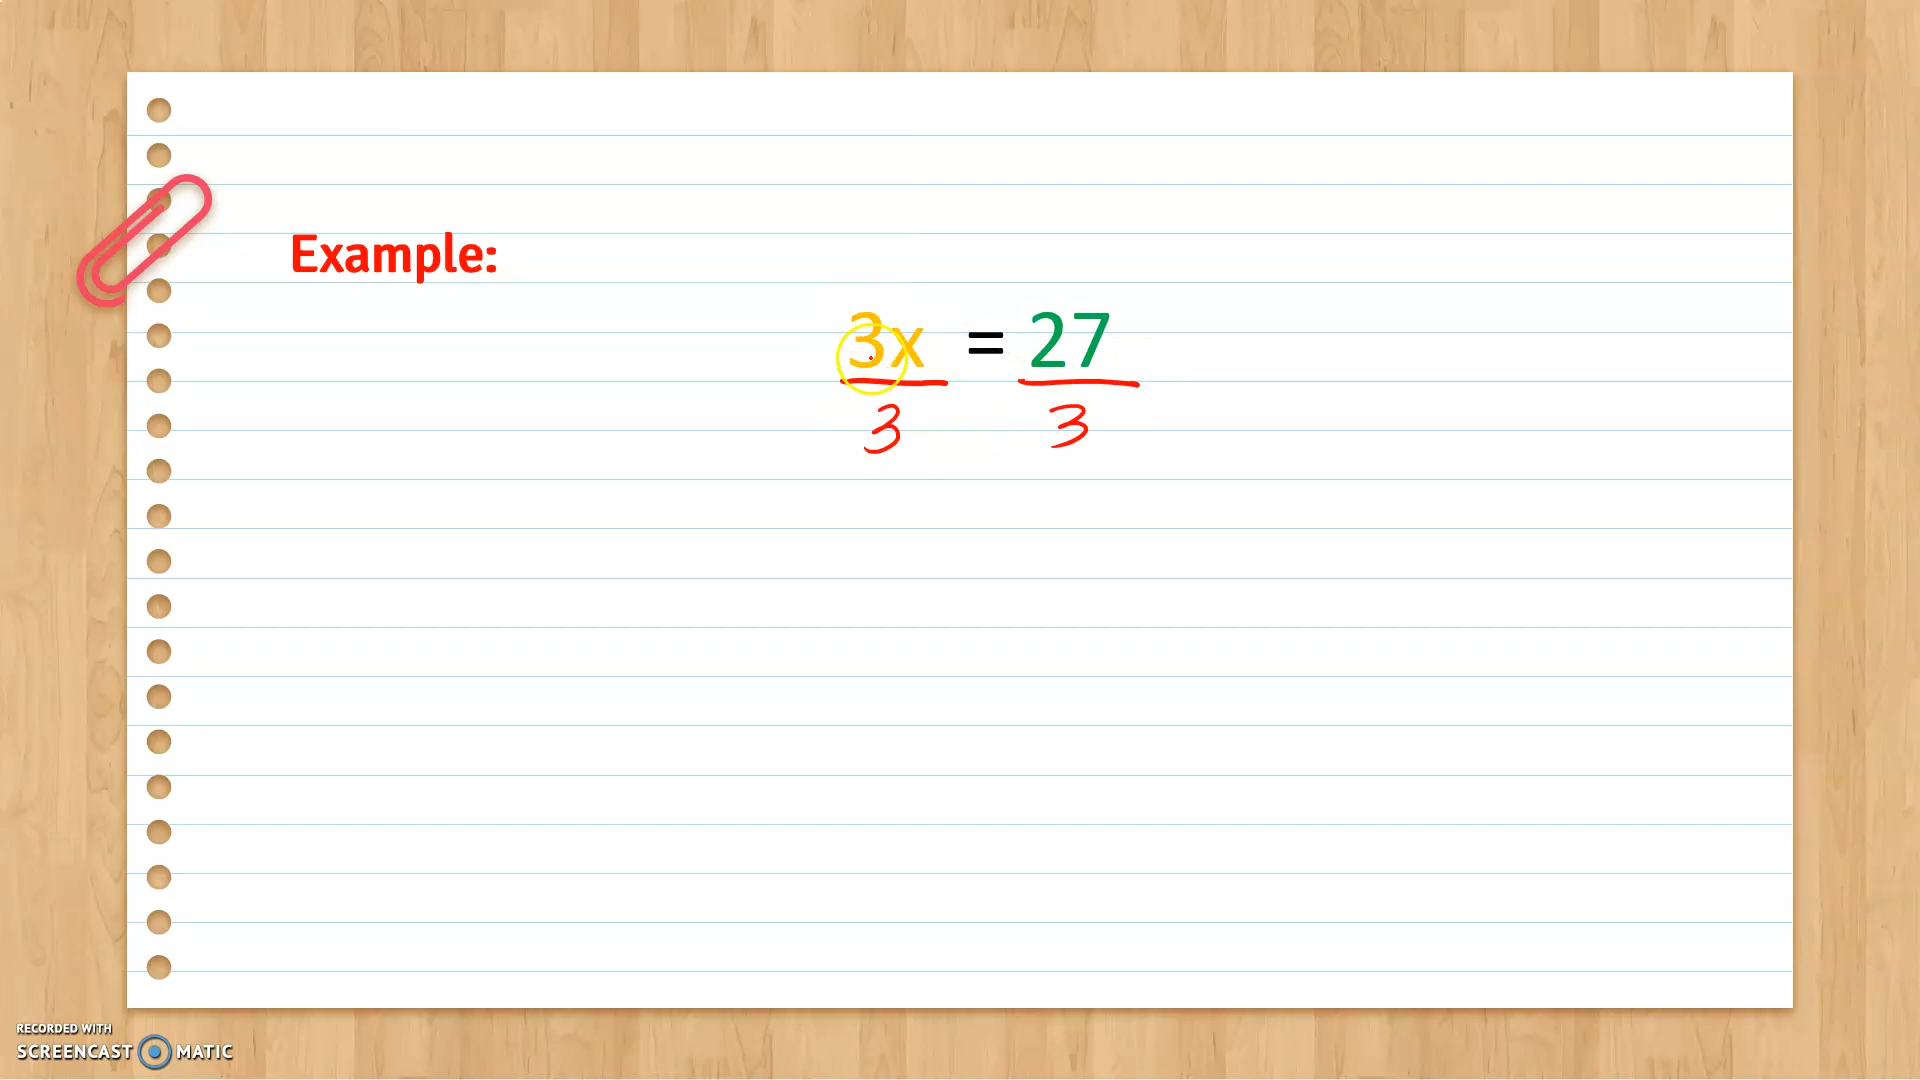 Example:
3x = 27
3 3
RECORDED WITH
SCREENCAST MATIC